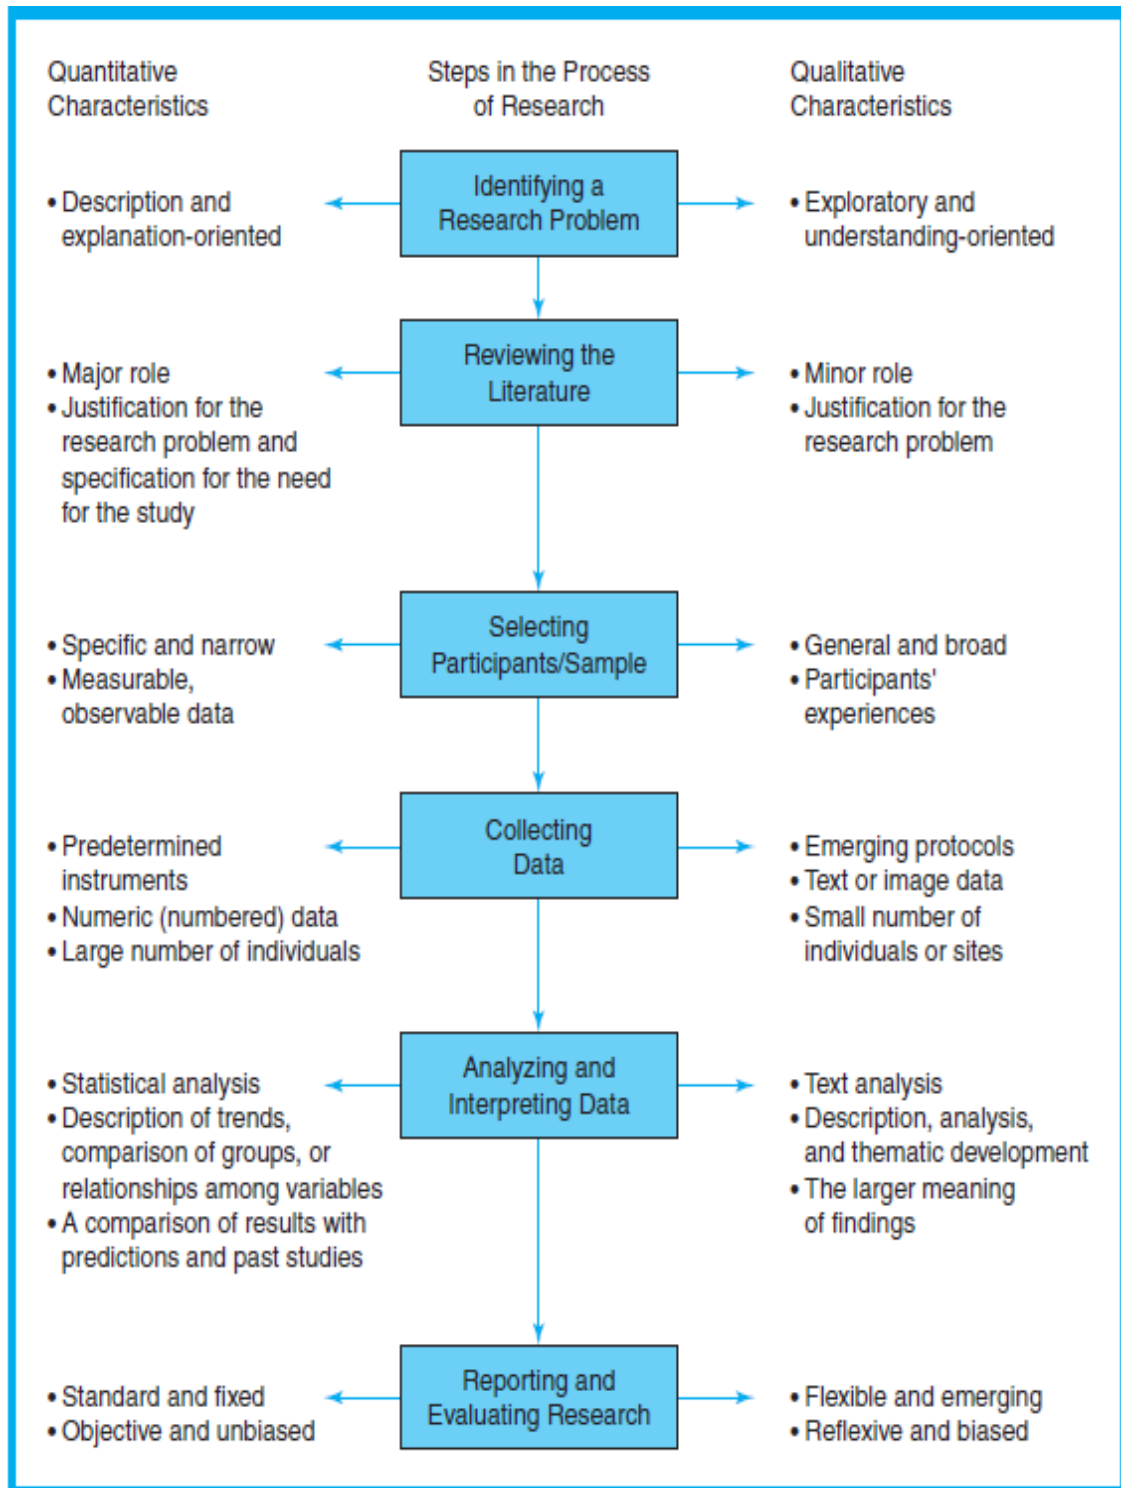 Quantitative
Characteristics
Steps in the Process
of Research
Qualitative
Characteristics
• Description and
explanation-oriented
Identifying a
Research Problem
• Exploratory and
understanding-oriented
• Major role
• Justification for the
research problem and
specification for the need
for the study
Reviewing the
Literature
• Minor role
• Justification for the
research problem
• Specific and narrow
• Measurable,
observable data
Selecting
Participants/Sample
• General and broad
• Participants'
experiences
• Predetermined
instruments
• Numeric (numbered) data
• Large number of individuals
Collecting
Data
• Emerging protocols
• Text or image data
• Small number of
individuals or sites
• Statistical analysis
• Description of trends,
comparison of groups, or
relationships among variables
• A comparison of results with
predictions and past studies
Analyzing and
Interpreting Data
• Text analysis
• Description, analysis,
and thematic development
• The larger meaning
of findings
• Standard and fixed
• Objective and unbiased
Reporting and
Evaluating Research
• Flexible and emerging
• Reflexive and biased